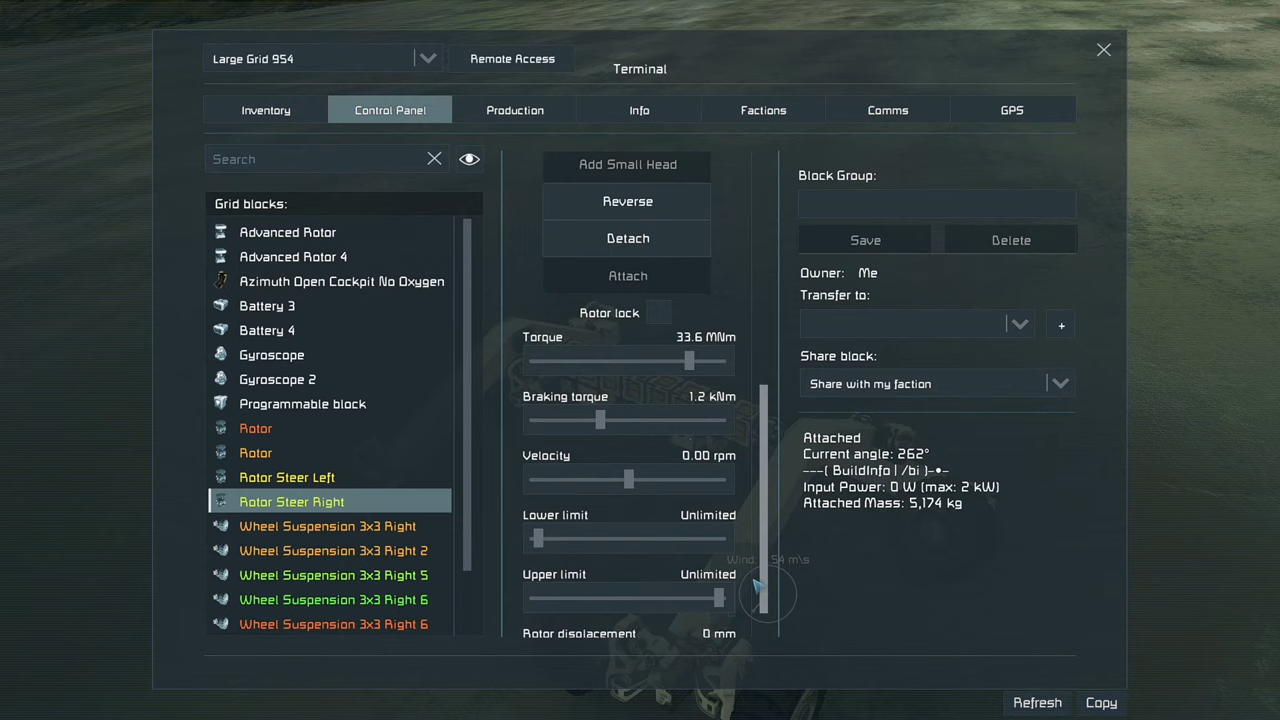 Large Grid 954
Remote Access
Terminal
Inventory
Control Panel
Production
Info
Factions
Comms
GPS
Search
Grid blocks:
Advanced Rotor
Advanced Rotor 4
Azimuth Open Cockpit No Oxygen
Battery 3
Battery 4
Gyroscope
Gyroscope 2
Programmable block
Rotor
Rotor
Rotor Steer Left
Rotor Steer Right
Wheel Suspension 3x3 Right
Wheel Suspension 3x3 Right 2
Wheel Suspension 3x3 Right 5
Wheel Suspension 3x3 Right 6
Wheel Suspension 3x3 Right 6
Add Small Head
Reverse
Detach
Attach
Rotor lock
Torque 33.6 MNm
Braking torque 1.2 kNm
Velocity 0.00 rpm
Lower limit Unlimited
Upper limit Unlimited
Rotor displacement 0 mm
Block Group:
Save
Delete
Owner: Me
Transfer to:
+
Share block:
Share with my faction
Attached
Current angle: 262°
---( BuildInfo | /bi )-•-
Input Power: 0 W (max: 2 kW)
Attached Mass: 5,174 kg
Refresh
Copy